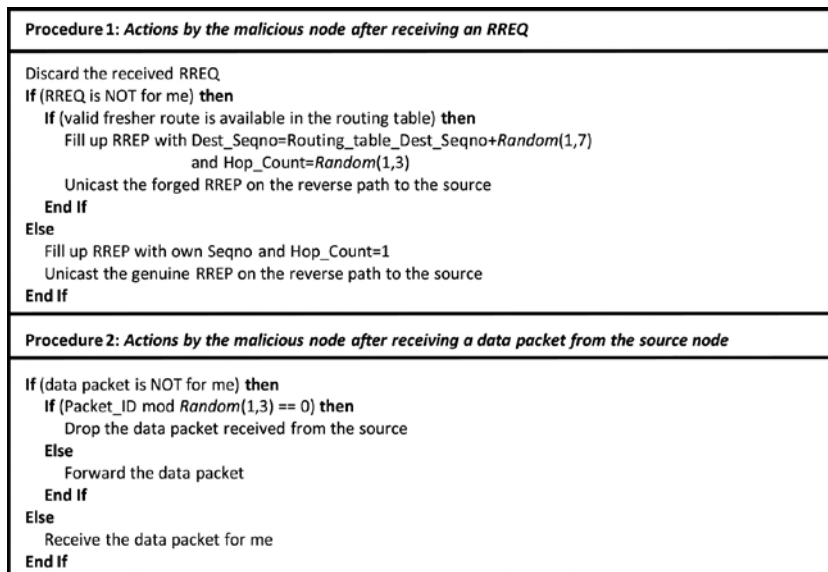 Procedure 1: Actions by the malicious node after receiving an RREQ
Discard the received RREQ
If (RREQ is NOT for me) then
If (valid fresher route is available in the routing table) then
Fill up RREP with Dest_Seqno=Routing_table_Dest_Seqno+Random(1,7)
and Hop_Count=Random(1,3)
Unicast the forged RREP on the reverse path to the source
End If
Else
Fill up RREP with own Seqno and Hop_Count=1
Unicast the genuine RREP on the reverse path to the source
End If
Procedure 2: Actions by the malicious node after receiving a data packet from the source node
If (data packet is NOT for me) then
If (Packet_ID mod Random(1,3) == 0) then
Drop the data packet received from the source
Else
Forward the data packet
End If
Else
Receive the data packet for me
End If